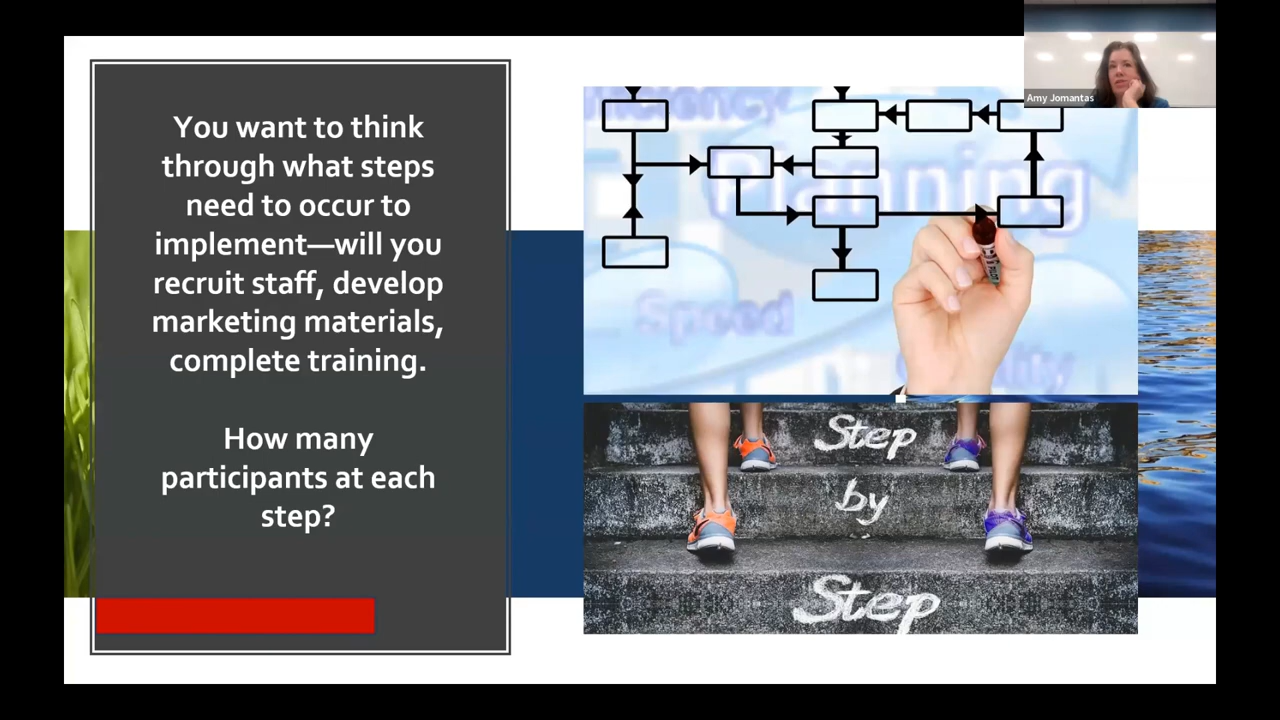 You want to think
through what steps
need to occur to
implement—will you
recruit staff, develop
marketing materials,
complete training.
How many
participants at each
step?
Planning
Speed
Step
by
Step
Amy Jomantas